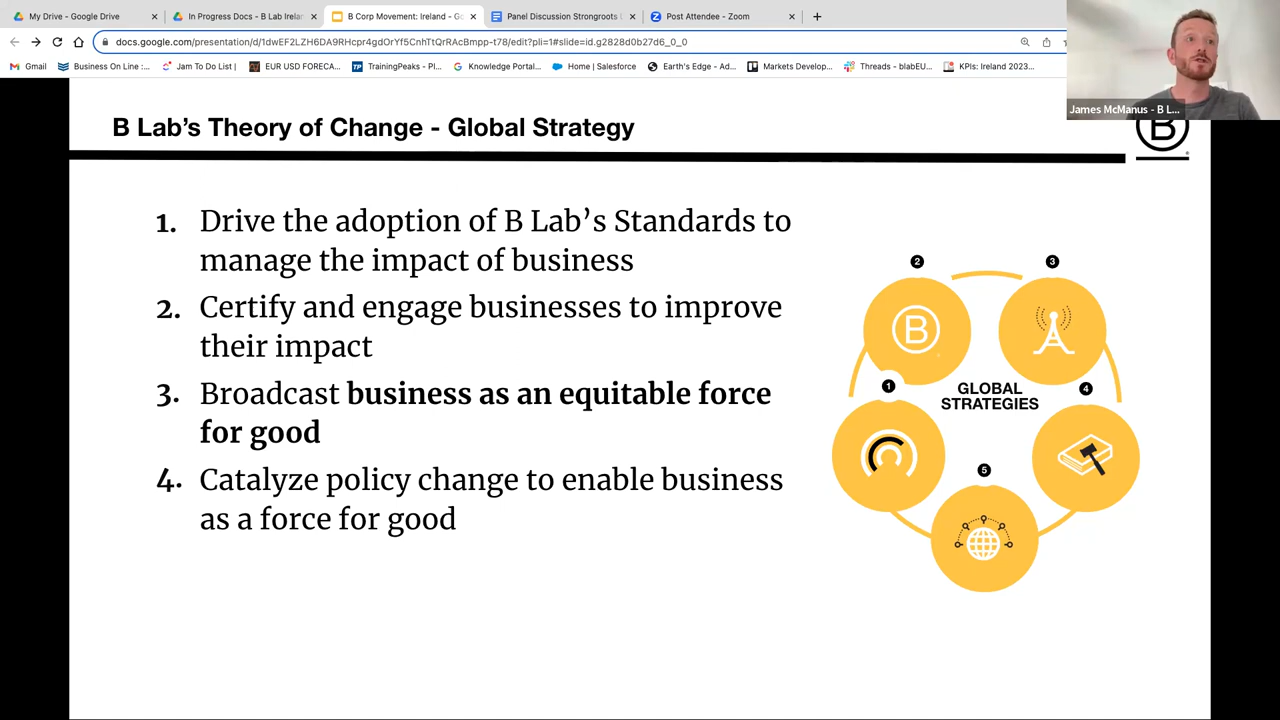 My Drive - Google Drive
In Progress Docs - B Lab Irelan
B Corp Movement: Ireland - Go
Panel Discussion Strongroots
Post Attendee - Zoom
docs.google.com/presentation/d/1dwEF2LZH6DA9RHcpr4gdOrYf5CnhTtQrRAcBmpp-t78/edit?pli=1#slide=id.g2828d0b27d6_0_0
Gmail
Business On Line :...
Jam To Do List |
EUR USD FORECA...
TrainingPeaks - Pl...
Knowledge Portal...
Home | Salesforce
Earth's Edge - Ad...
Markets Develop...
Threads - blabEU...
KPIs: Ireland 2023...
James McManus - B L...
B Lab's Theory of Change - Global Strategy
B
1. Drive the adoption of B Lab's Standards to
manage the impact of business
2. Certify and engage businesses to improve
their impact
3. Broadcast business as an equitable force
for good
4. Catalyze policy change to enable business
as a force for good
2
3
B
1
GLOBAL
STRATEGIES
4
5